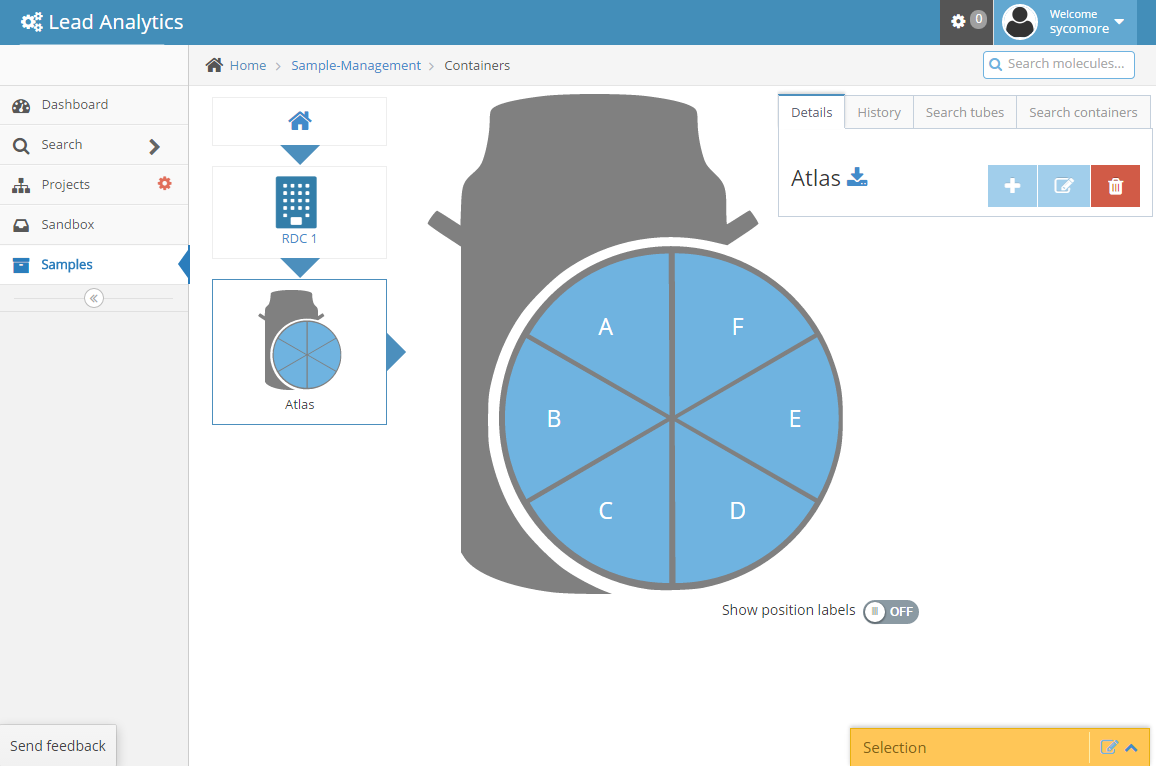 Lead Analytics
0
Welcome
sycomore
Home
Sample-Management
Containers
Search molecules...
Dashboard
Search
Projects
Sandbox
Samples
RDC 1
Atlas
A
F
B
E
C
D
Show position labels
OFF
Details
History
Search tubes
Search containers
Atlas
Send feedback
Selection